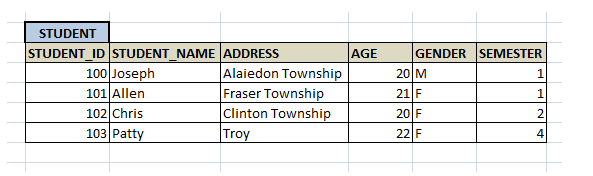 STUDENT
STUDENT_ID STUDENT_NAME ADDRESS AGE GENDER SEMESTER
100 Joseph Alaiedon Township 20 M 1
101 Allen Fraser Township 21 F 1
102 Chris Clinton Township 20 F 2
103 Patty Troy 22 F 4